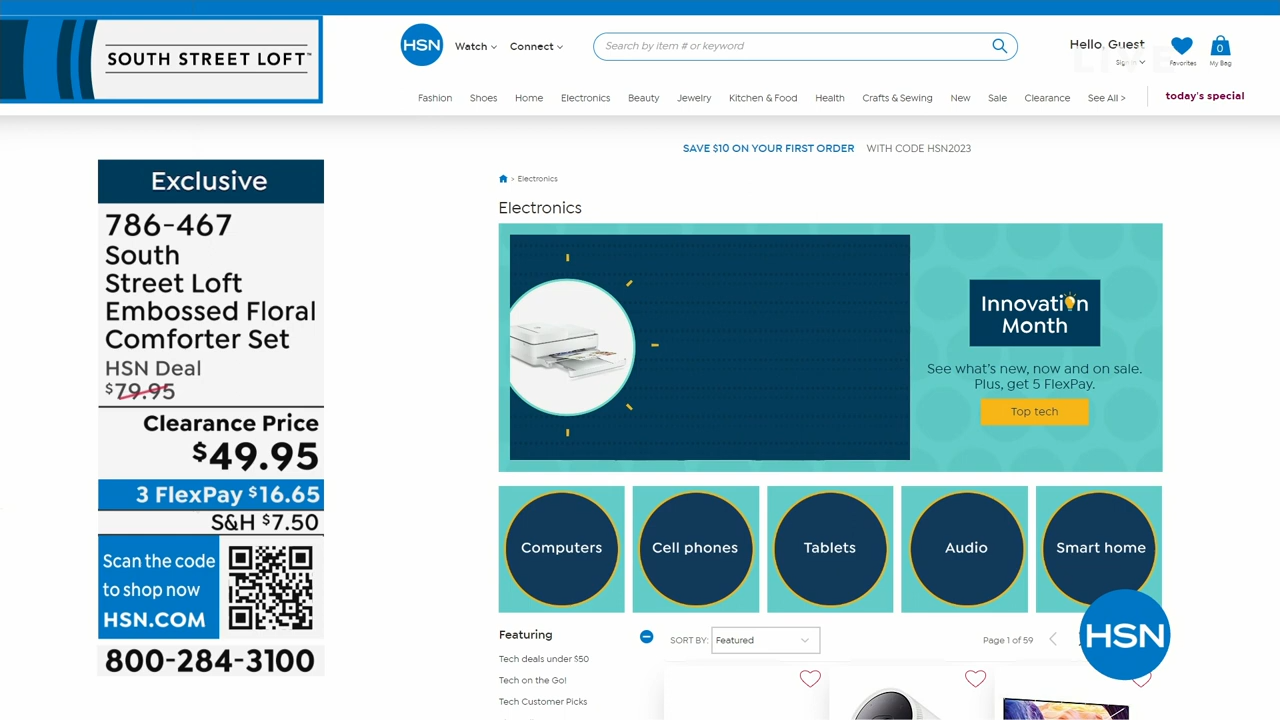 SOUTH STREET LOFT™
Exclusive
786-467
South
Street Loft
Embossed Floral
Comforter Set
HSN Deal
$79.95
Clearance Price
$49.95
3 FlexPay $16.65
S&H $7.50
Scan the code
to shop now
HSN.COM
800-284-3100
HSN
Watch
Connect
Search by item # or keyword
Hello, Guest
Sign In
LIVE
Favorites
0
My Bag
Fashion Shoes Home Electronics Beauty Jewelry Kitchen & Food Health Crafts & Sewing New Sale Clearance See All > today's special
SAVE $10 ON YOUR FIRST ORDER WITH CODE HSN2023
> Electronics
Electronics
Innovation
Month
See what's new, now and on sale.
Plus, get 5 FlexPay.
Top tech
Computers
Cell phones
Tablets
Audio
Smart home
Featuring
SORT BY: Featured
Page 1 of 59
HSN
Tech deals under $50
Tech on the Go!
Tech Customer Picks